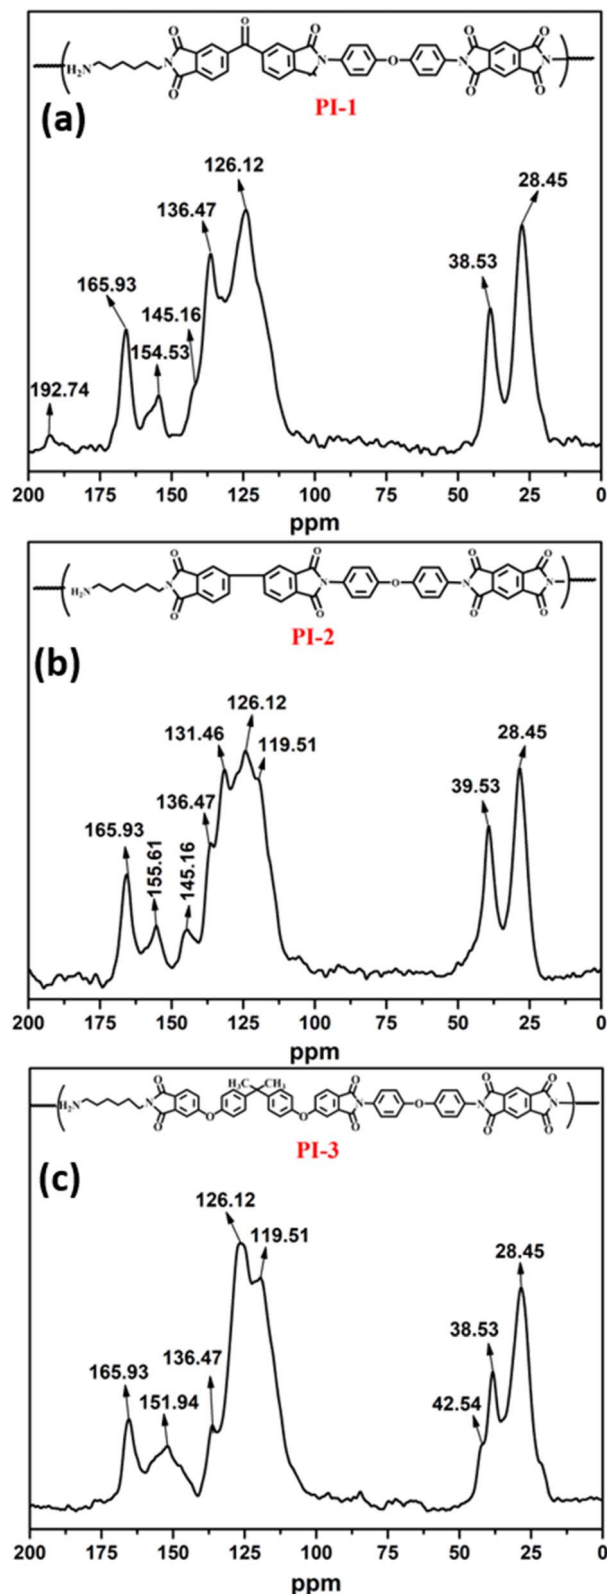 O
O
O
O
O
H₂N
N
N
O
N
N
O
O
O
O
PI-1
(a)
126.12
136.47
28.45
165.93
145.16
38.53
154.53
192.74
200 175 150 125 100 75 50 25 0
ppm
O
O
O
O
H₂N
N
N
O
N
N
O
O
O
O
PI-2
(b)
126.12
131.46
119.51
28.45
136.47
39.53
165.93
155.61
145.16
200 175 150 125 100 75 50 25 0
ppm
H₃C CH₃
O
O
O
O
H₂N
N
O
O
N
O
N
N
O
O
O
O
PI-3
(c)
126.12
119.51
28.45
136.47
38.53
165.93
151.94
42.54
200 175 150 125 100 75 50 25 0
ppm